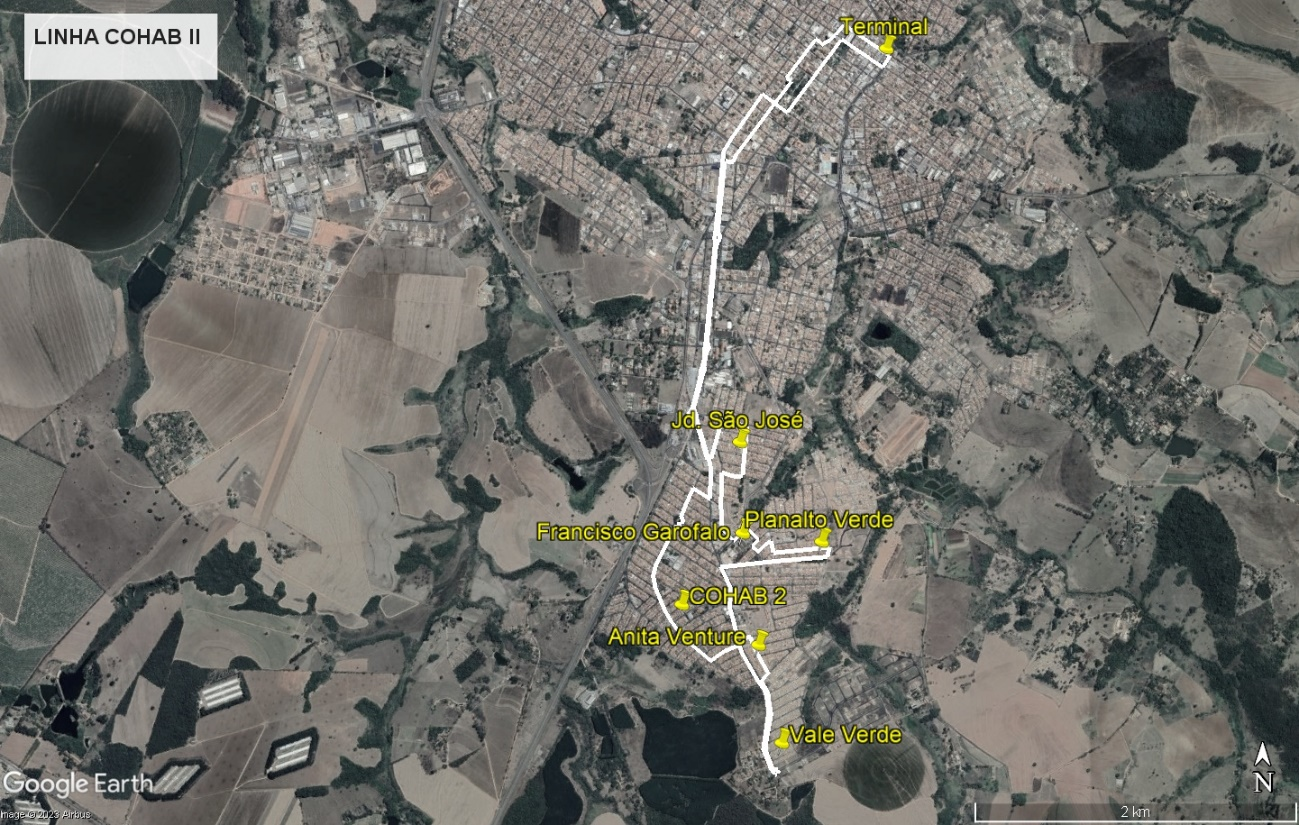 LINHA COHAB II
Terminal
Jd. São José
Francisco Garofalo
Planalto Verde
COHAB 2
Anita Venture
Vale Verde
Google Earth
N
Image © 2023 Airbus
2 km